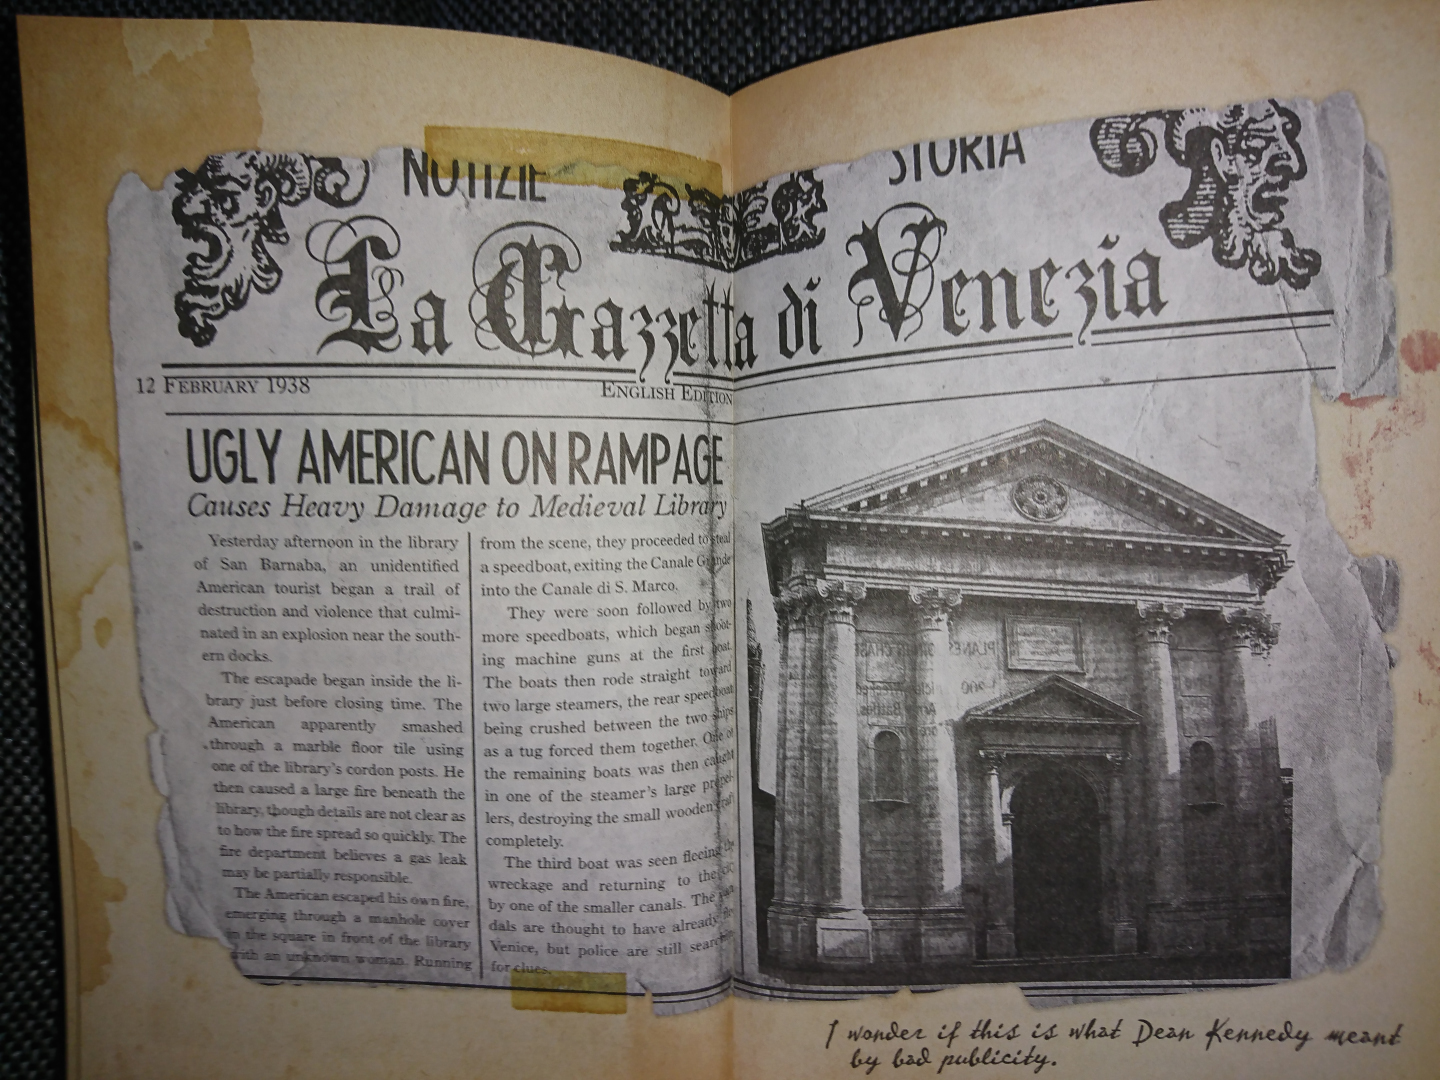 NOTIZIE
STORIA
La Gazzetta di Venezia
12 FEBRUARY 1938
ENGLISH EDITION
UGLY AMERICAN ON RAMPAGE
Causes Heavy Damage to Medieval Library
Yesterday afternoon in the library
of San Barnaba, an unidentified
American tourist began a trail of
destruction and violence that culmi-
nated in an explosion near the south-
ern docks.
The escapade began inside the li-
brary just before closing time. The
American apparently smashed
through a marble floor tile using
one of the library's cordon posts. He
then caused a large fire beneath the
library, though details are not clear as
to how the fire spread so quickly. The
fire department believes a gas leak
may be partially responsible.
The American escaped his own fire,
emerging through a manhole cover
in the square in front of the library
with an unknown woman. Running
from the scene, they proceeded to steal
a speedboat, exiting the Canale Grande
into the Canale di S. Marco.
They were soon followed by two
more speedboats, which began shoot-
ing machine guns at the first boat.
The boats then rode straight toward
two large steamers, the rear speedboat
being crushed between the two ships
as a tug forced them together. One of
the remaining boats was then caught
in one of the steamer's large propel-
lers, destroying the small wooden craft
completely.
The third boat was seen fleeing the
wreckage and returning to the
by one of the smaller canals. The van-
dals are thought to have already
Venice, but police are still searching
for clues.
I wonder if this is what Dean Kennedy meant
by bad publicity.